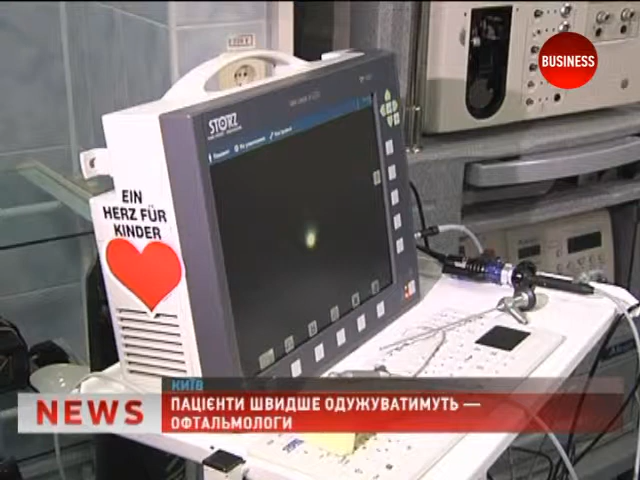 BUSINESS
STORZ
EIN
HERZ FÜR
KINDER
КИЇВ
NEWS
ПАЦІЄНТИ ШВИДШЕ ОДУЖУВАТИМУТЬ —
ОФТАЛЬМОЛОГИ